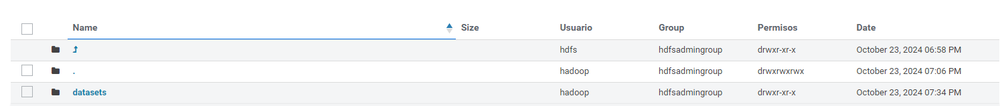 Name Size Usuario Group Permisos Date
hdfs hdfsadmingroup drwxr-xr-x October 23, 2024 06:58 PM
. hadoop hdfsadmingroup drwxrwxrwx October 23, 2024 07:06 PM
datasets hadoop hdfsadmingroup drwxr-xr-x October 23, 2024 07:34 PM